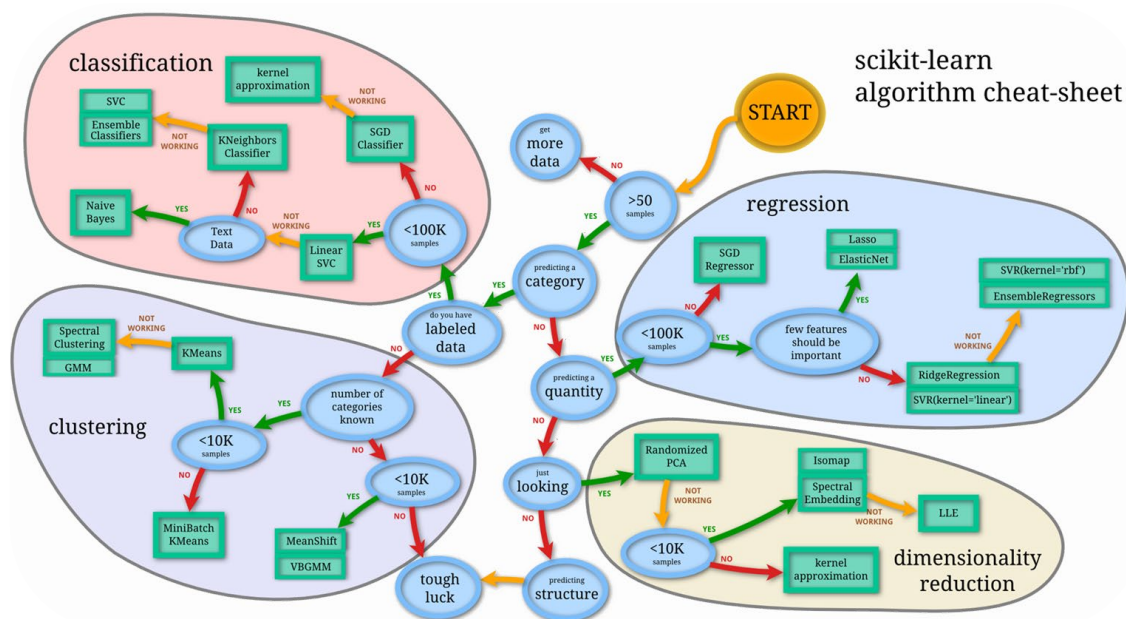 scikit-learn
algorithm cheat-sheet
START
get
more
data
NO
>50
samples
YES
predicting a
category
YES
NO
do you have
labeled
data
YES
NO
classification
kernel
approximation
NOT
WORKING
SGD
Classifier
NO
<100K
samples
YES
Linear
SVC
NOT
WORKING
Text
Data
YES
Naive
Bayes
NO
KNeighbors
Classifier
NOT
WORKING
SVC
Ensemble
Classifiers
clustering
number of
categories
known
YES
NO
<10K
samples
YES
KMeans
NOT
WORKING
Spectral
Clustering
GMM
NO
MiniBatch
KMeans
<10K
samples
YES
MeanShift
VBGMM
NO
tough
luck
predicting a
quantity
YES
NO
regression
<100K
samples
NO
SGD
Regressor
YES
few features
should be
important
YES
Lasso
ElasticNet
NO
RidgeRegression
SVR(kernel='linear')
NOT
WORKING
SVR(kernel='rbf')
EnsembleRegressors
just
looking
YES
NO
predicting
structure
dimensionality
reduction
Randomized
PCA
NOT
WORKING
<10K
samples
YES
Isomap
Spectral
Embedding
NOT
WORKING
LLE
NO
kernel
approximation